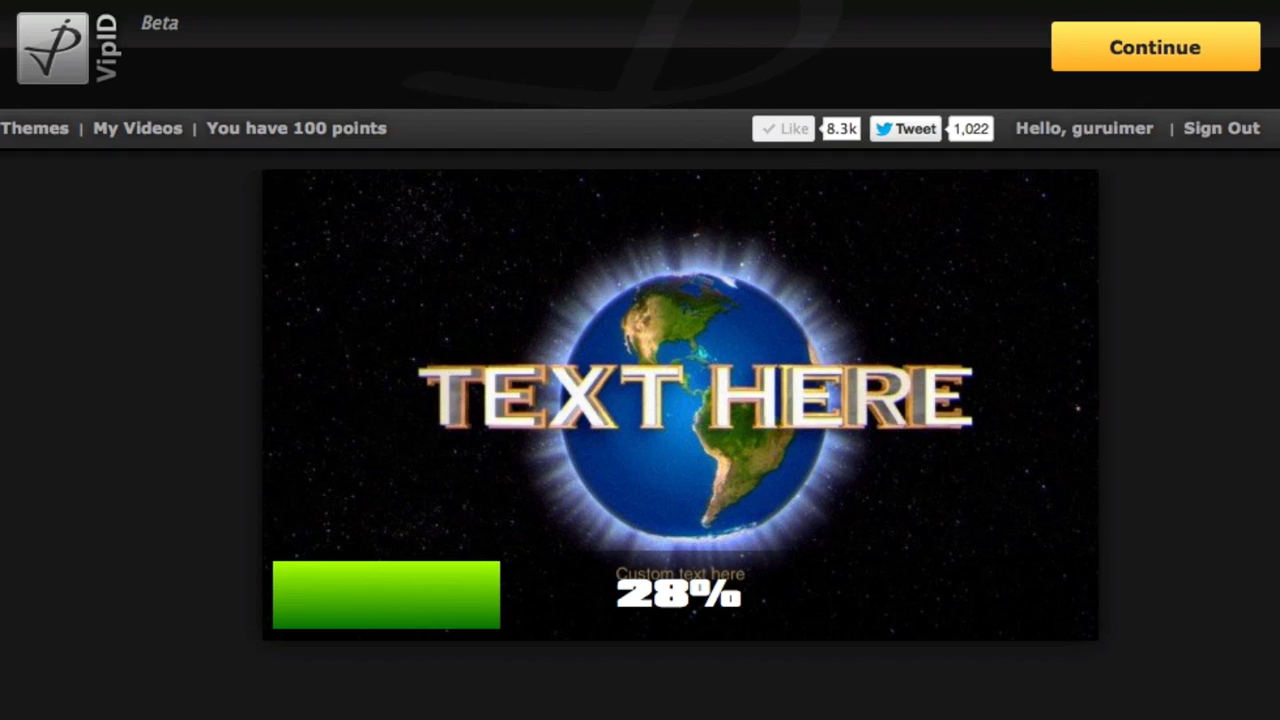 VipID
Beta
Continue
Themes | My Videos | You have 100 points
Like 8.3k Tweet 1,022 Hello, guruimer | Sign Out
TEXT HERE
Custom text here
28%